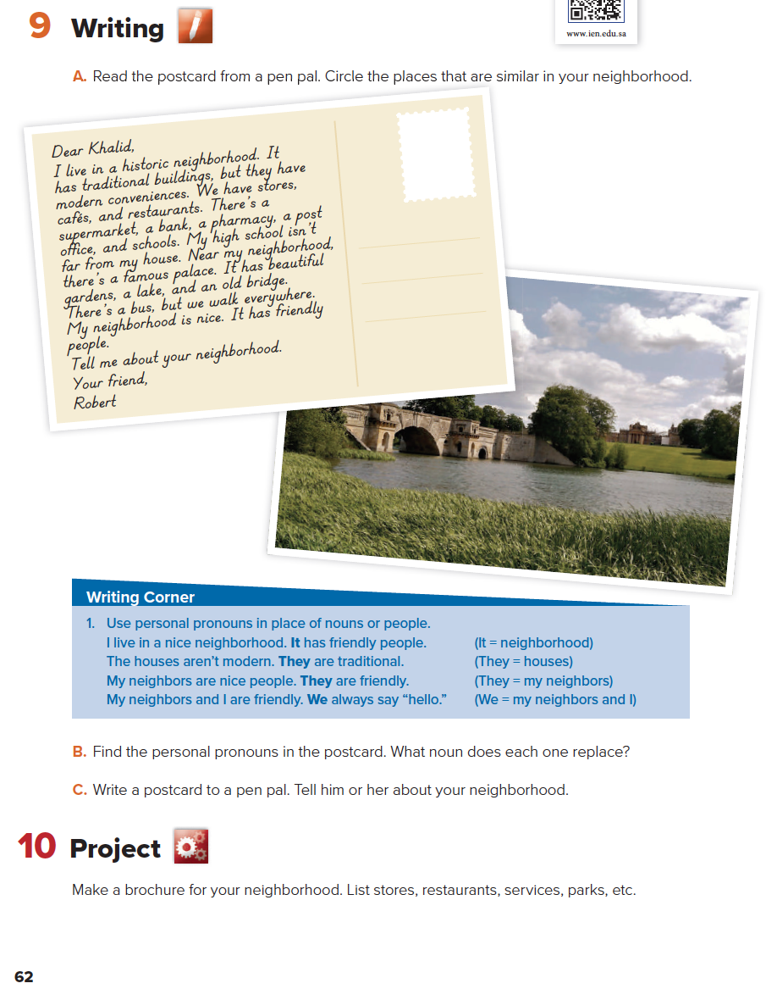 9 Writing
www.ien.edu.sa
A. Read the postcard from a pen pal. Circle the places that are similar in your neighborhood.
Dear Khalid,
I live in a historic neighborhood. It
has traditional buildings, but they have
modern conveniences. We have stores,
cafés, and restaurants. There's a
supermarket, a bank, a pharmacy, a post
office, and schools. My high school isn't
far from my house. Near my neighborhood,
there's a famous palace. It has beautiful
gardens, a lake, and an old bridge.
There's a bus, but we walk everywhere.
My neighborhood is nice. It has friendly
people.
Tell me about your neighborhood.
Your friend,
Robert
Writing Corner
1. Use personal pronouns in place of nouns or people.
I live in a nice neighborhood. It has friendly people. (It = neighborhood)
The houses aren't modern. They are traditional. (They = houses)
My neighbors are nice people. They are friendly. (They = my neighbors)
My neighbors and I are friendly. We always say “hello.” (We = my neighbors and I)
B. Find the personal pronouns in the postcard. What noun does each one replace?
C. Write a postcard to a pen pal. Tell him or her about your neighborhood.
10 Project
Make a brochure for your neighborhood. List stores, restaurants, services, parks, etc.
62